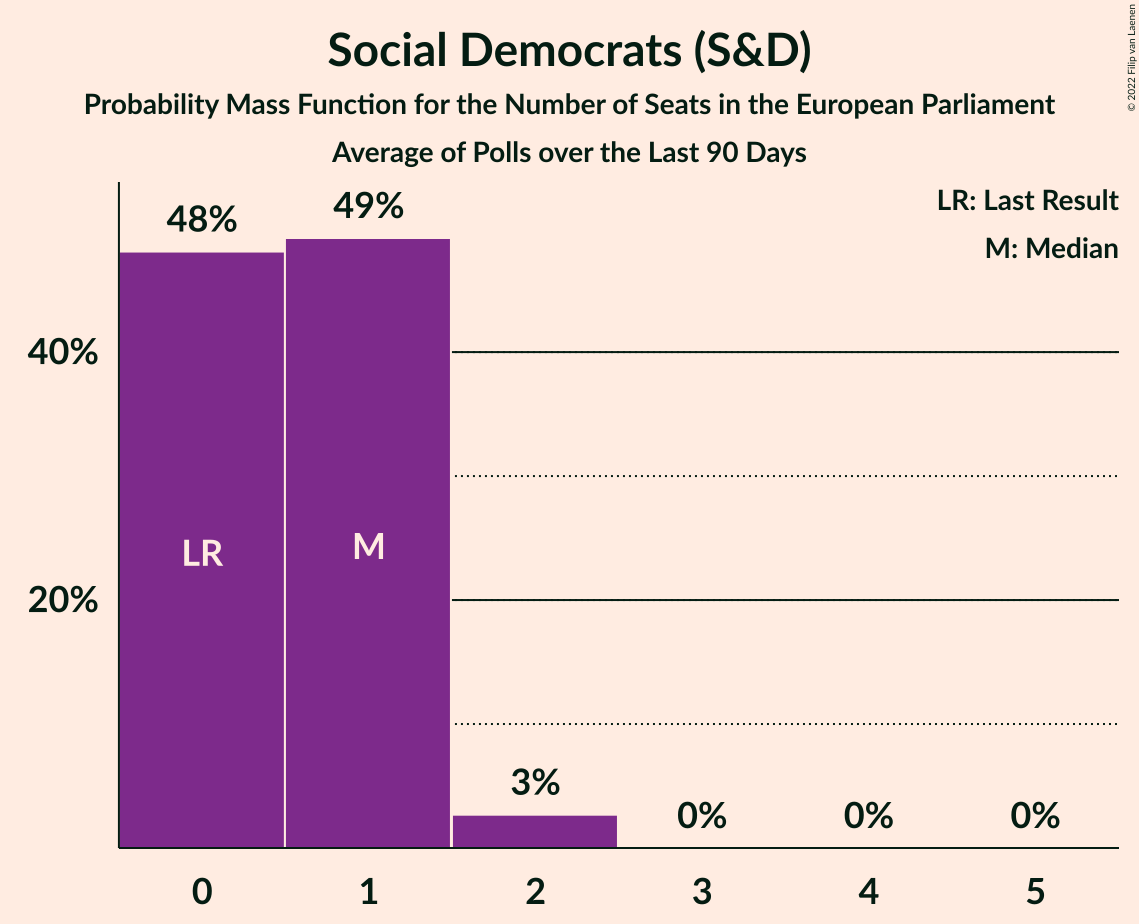 Social Democrats (S&D)
Probability Mass Function for the Number of Seats in the European Parliament
Average of Polls over the Last 90 Days
© 2022 Filip van Laenen
LR: Last Result
M: Median
48%
49%
40%
LR
M
20%
3%
0%
0%
0%
0
1
2
3
4
5